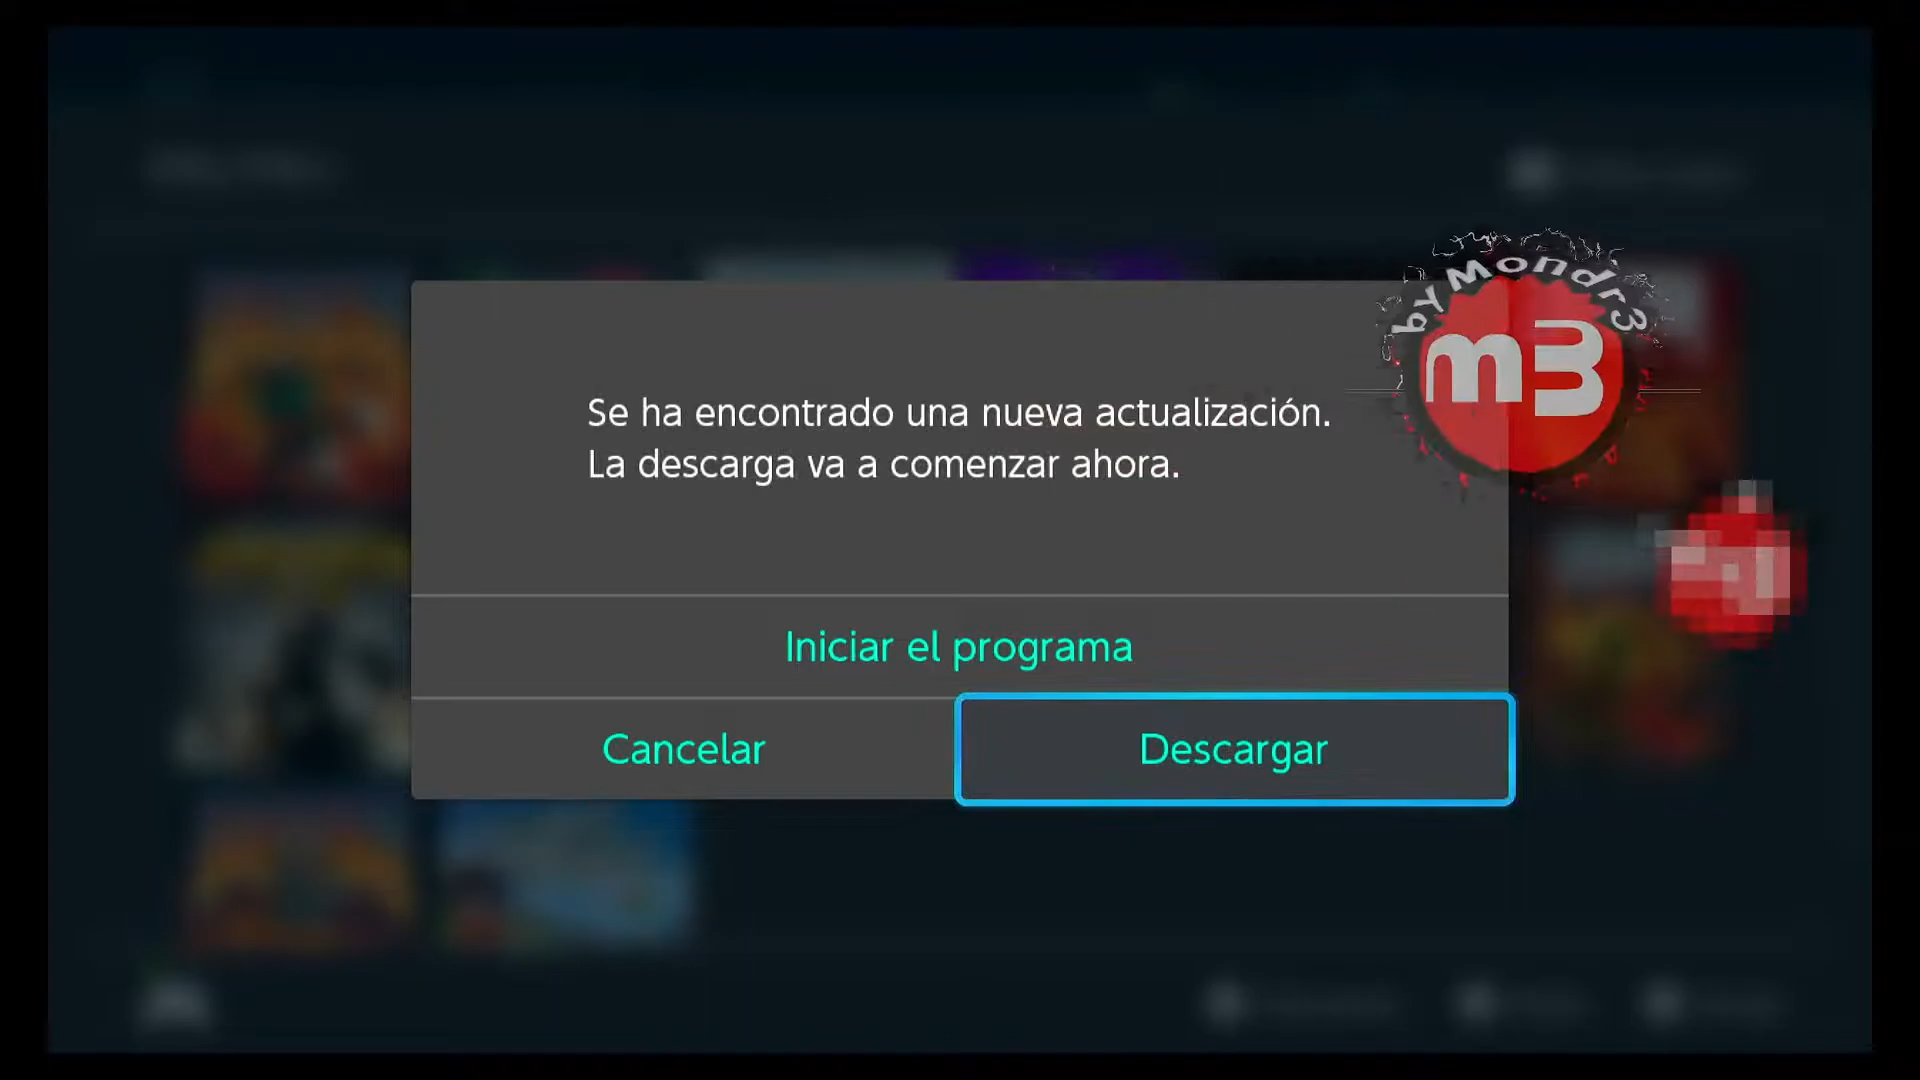 byMondr3
m3
Se ha encontrado una nueva actualización.
La descarga va a comenzar ahora.
Iniciar el programa
Cancelar
Descargar